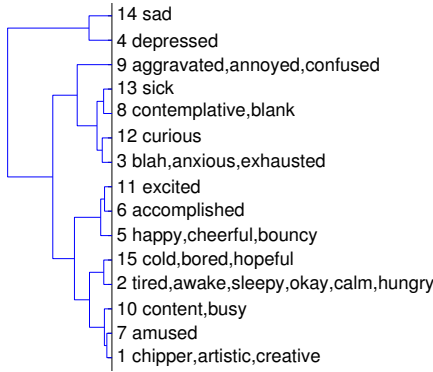 14 sad
4 depressed
9 aggravated,annoyed,confused
13 sick
8 contemplative,blank
12 curious
3 blah,anxious,exhausted
11 excited
6 accomplished
5 happy,cheerful,bouncy
15 cold,bored,hopeful
2 tired,awake,sleepy,okay,calm,hungry
10 content,busy
7 amused
1 chipper,artistic,creative